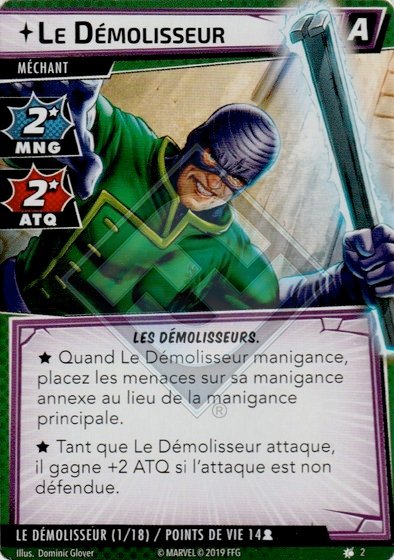 LE DÉMOLISSEUR
A
MÉCHANT
2★
MNG
2★
ATQ
LES DÉMOLISSEURS.
★ Quand Le Démolisseur manigance,
placez les menaces sur sa manigance
annexe au lieu de la manigance
principale.
★ Tant que Le Démolisseur attaque,
il gagne +2 ATQ si l'attaque est non
défendue.
LE DÉMOLISSEUR (1/18) / POINTS DE VIE 14
Illus. Dominic Glover
© MARVEL © 2019 FFG
2
®